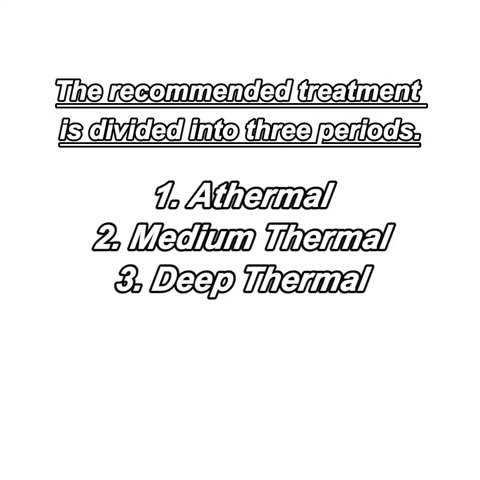 The recommended treatment
is divided into three periods.
1. Athermal
2. Medium Thermal
3. Deep Thermal